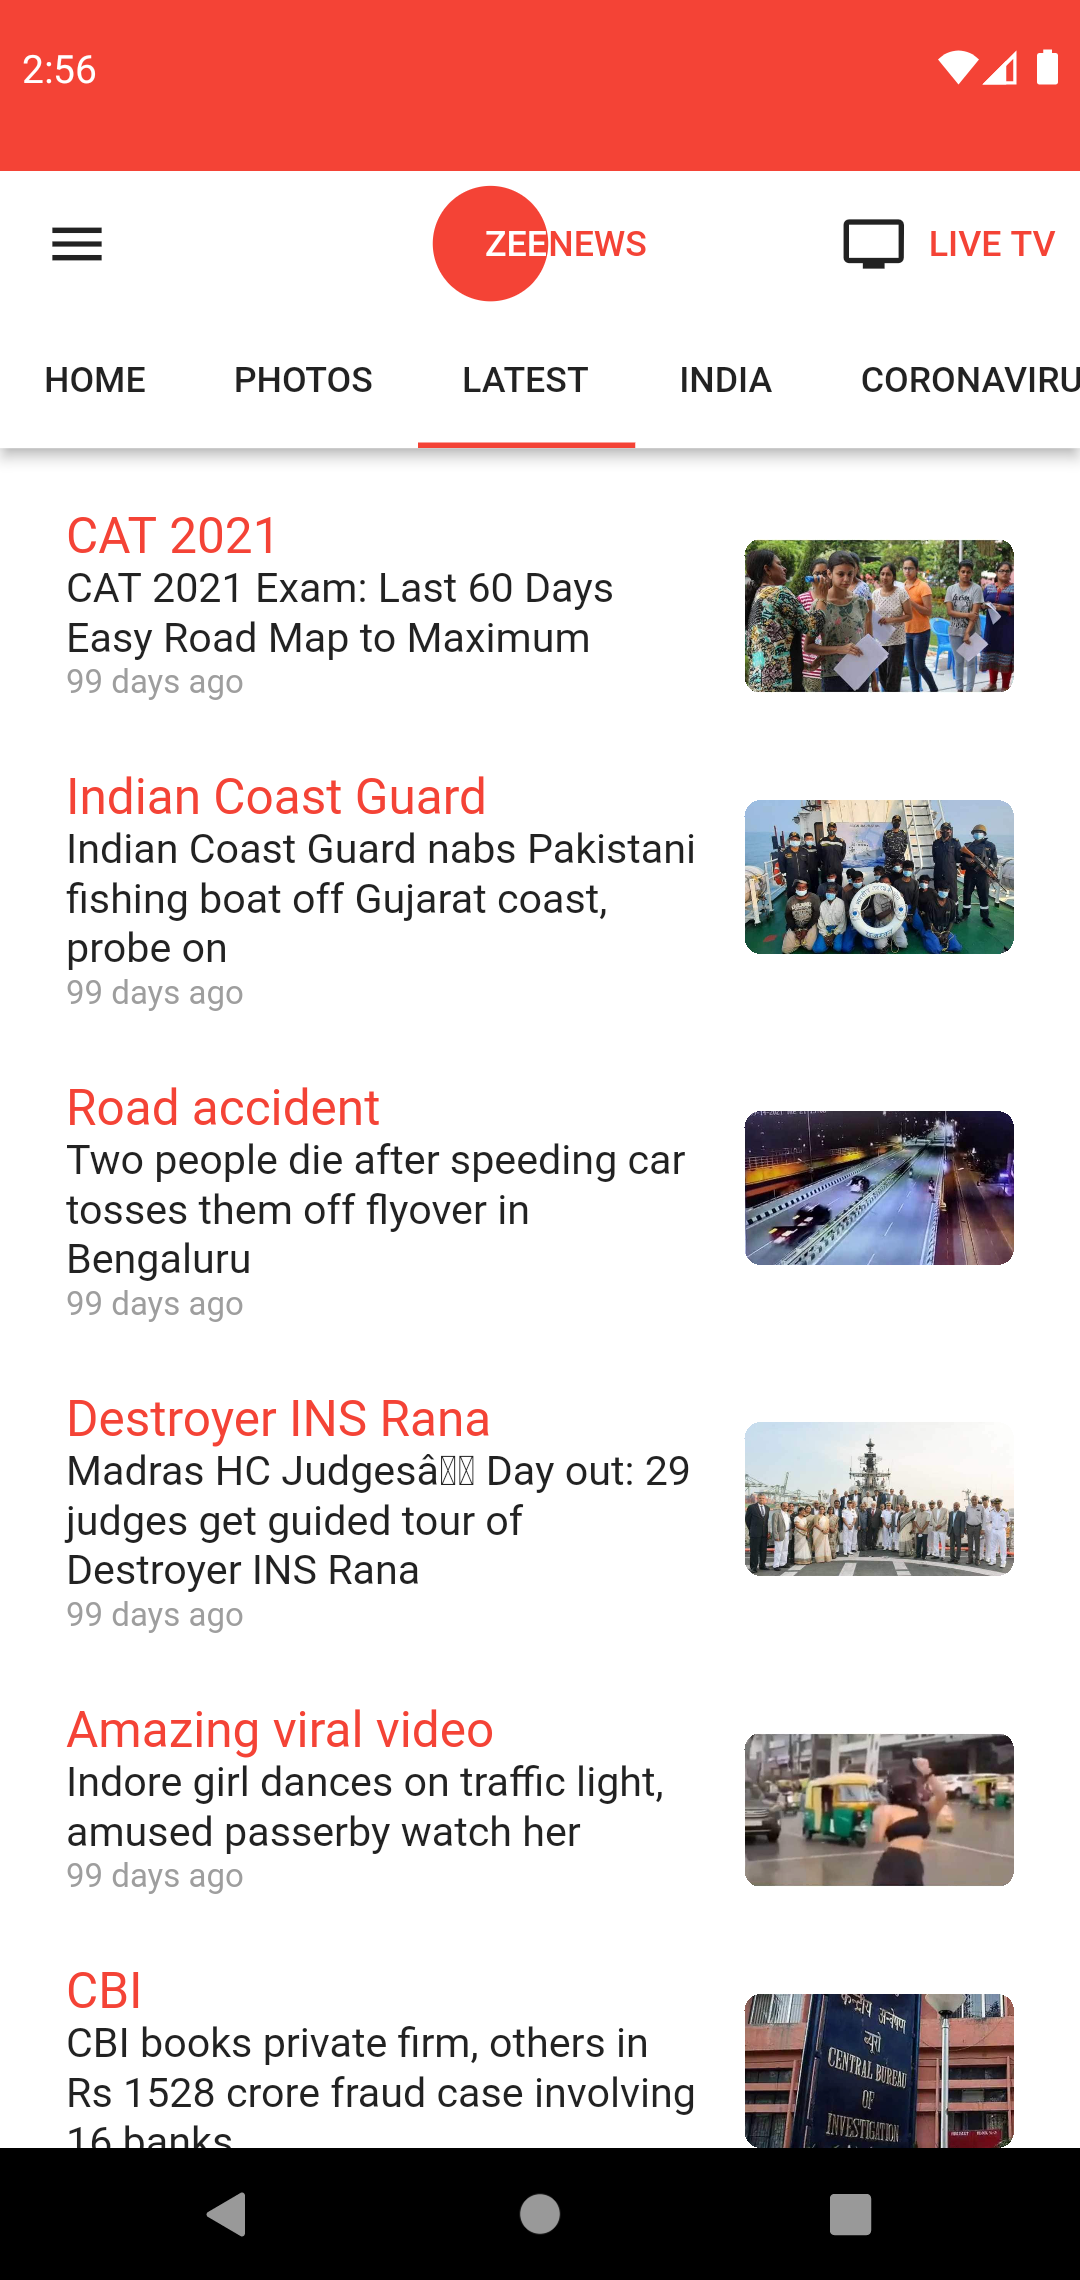 2:56
ZEENEWS
LIVE TV
HOME
PHOTOS
LATEST
INDIA
CORONAVIRU
CAT 2021
CAT 2021 Exam: Last 60 Days
Easy Road Map to Maximum
99 days ago
Indian Coast Guard
Indian Coast Guard nabs Pakistani
fishing boat off Gujarat coast,
probe on
99 days ago
Road accident
Two people die after speeding car
tosses them off flyover in
Bengaluru
99 days ago
Destroyer INS Rana
Madras HC Judgesâ Day out: 29
judges get guided tour of
Destroyer INS Rana
99 days ago
Amazing viral video
Indore girl dances on traffic light,
amused passerby watch her
99 days ago
CBI
CBI books private firm, others in
Rs 1528 crore fraud case involving
16 banks
केन्द्रीय अन्वेषण
ब्यूरो
CENTRAL BUREAU
OF
INVESTIGATION